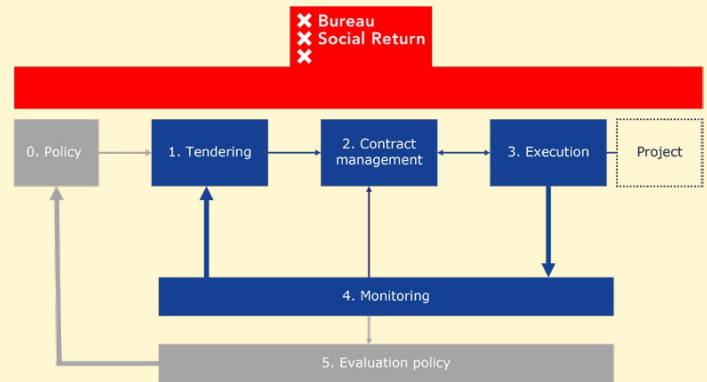 Bureau
Social Return
0. Policy
1. Tendering
2. Contract
management
3. Execution
Project
4. Monitoring
5. Evaluation policy